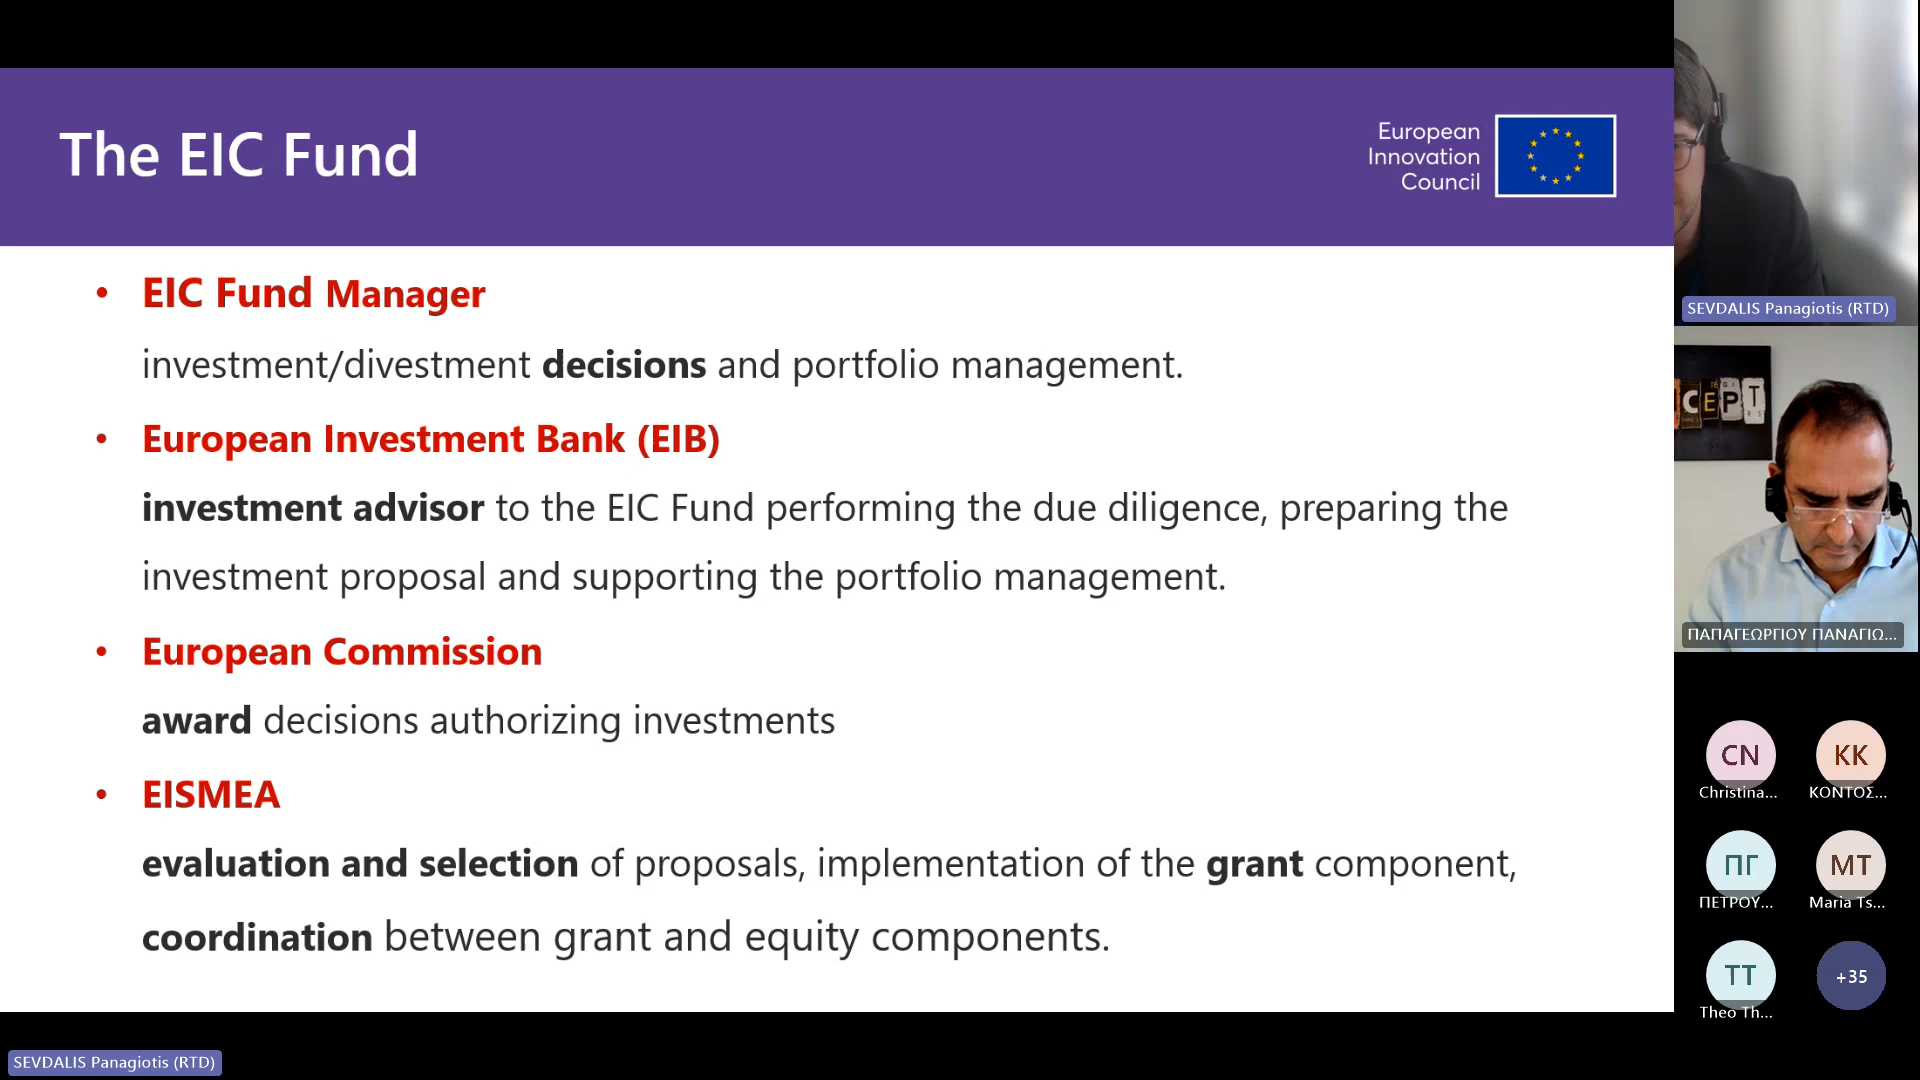 The EIC Fund
European
Innovation
Council
• EIC Fund Manager
investment/divestment decisions and portfolio management.
• European Investment Bank (EIB)
investment advisor to the EIC Fund performing the due diligence, preparing the
investment proposal and supporting the portfolio management.
• European Commission
award decisions authorizing investments
• EISMEA
evaluation and selection of proposals, implementation of the grant component,
coordination between grant and equity components.
SEVDALIS Panagiotis (RTD)
CEPT
ΠΑΠΑΓΕΩΡΓΙΟΥ ΠΑΝΑΓΙΩ...
CN
Christina...
KK
ΚΟΝΤΟΣ...
ΠΓ
ΠΕΤΡΟΥ...
MT
Maria Ts...
TT
Theo Th...
+35
SEVDALIS Panagiotis (RTD)